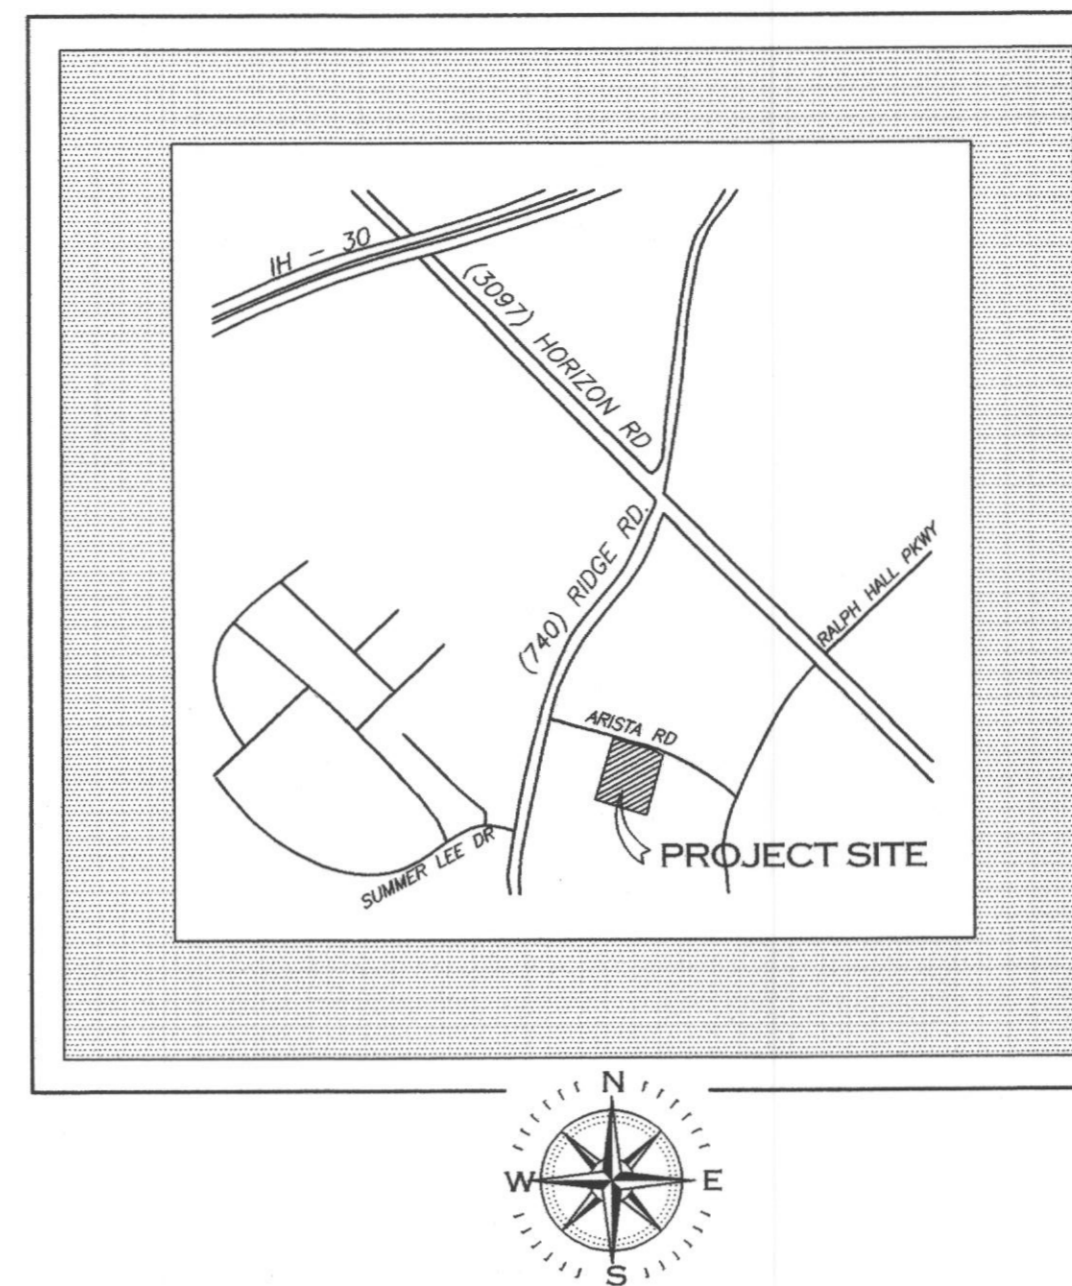 IH - 30
(3097) HORIZON RD
(740) RIDGE RD.
RALPH HALL PKWY
ARISTA RD
PROJECT SITE
SUMMER LEE DR
N
W E
S